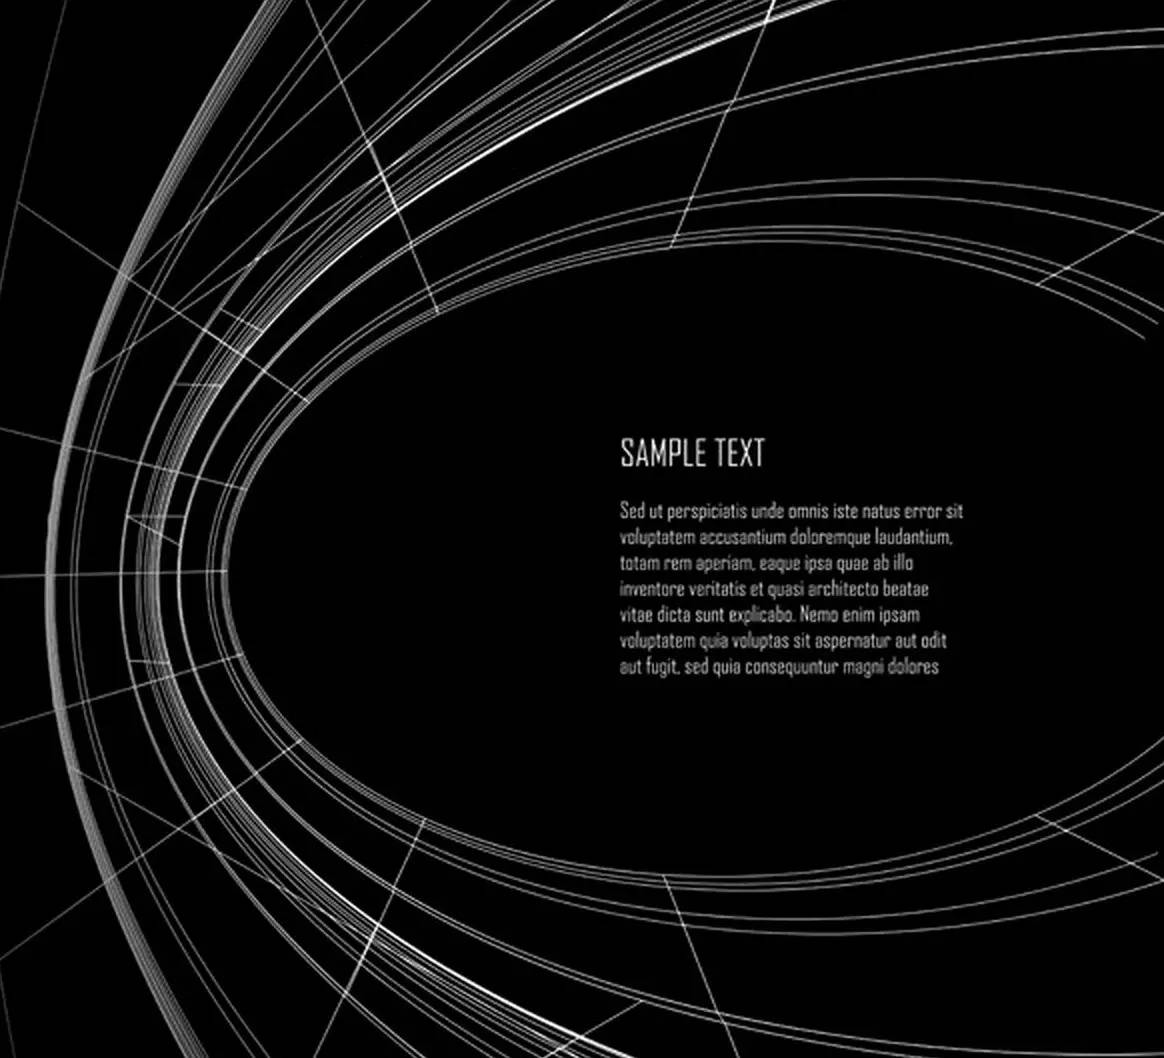 SAMPLE TEXT
Sed ut perspiciatis unde omnis iste natus error sit
voluptatem accusantium doloremque laudantium,
totam rem aperiam, eaque ipsa quae ab illo
inventore veritatis et quasi architecto beatae
vitae dicta sunt explicabo. Nemo enim ipsam
voluptatem quia voluptas sit aspernatur aut odit
aut fugit, sed quia consequuntur magni dolores